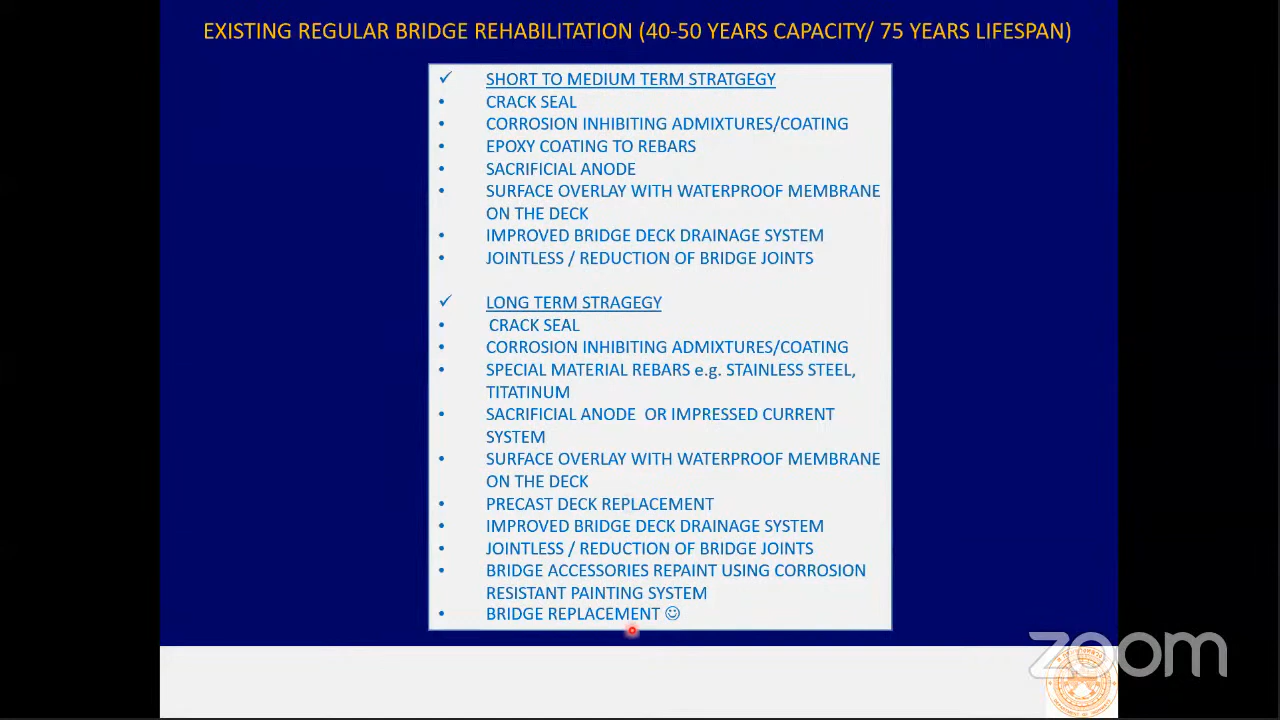 EXISTING REGULAR BRIDGE REHABILITATION (40-50 YEARS CAPACITY/ 75 YEARS LIFESPAN)
✓ SHORT TO MEDIUM TERM STRATGEGY
• CRACK SEAL
• CORROSION INHIBITING ADMIXTURES/COATING
• EPOXY COATING TO REBARS
• SACRIFICIAL ANODE
• SURFACE OVERLAY WITH WATERPROOF MEMBRANE
ON THE DECK
• IMPROVED BRIDGE DECK DRAINAGE SYSTEM
• JOINTLESS / REDUCTION OF BRIDGE JOINTS
✓ LONG TERM STRAGEGY
• CRACK SEAL
• CORROSION INHIBITING ADMIXTURES/COATING
• SPECIAL MATERIAL REBARS e.g. STAINLESS STEEL,
TITATINUM
• SACRIFICIAL ANODE OR IMPRESSED CURRENT
SYSTEM
• SURFACE OVERLAY WITH WATERPROOF MEMBRANE
ON THE DECK
• PRECAST DECK REPLACEMENT
• IMPROVED BRIDGE DECK DRAINAGE SYSTEM
• JOINTLESS / REDUCTION OF BRIDGE JOINTS
• BRIDGE ACCESSORIES REPAINT USING CORROSION
RESISTANT PAINTING SYSTEM
• BRIDGE REPLACEMENT ☺
zoom